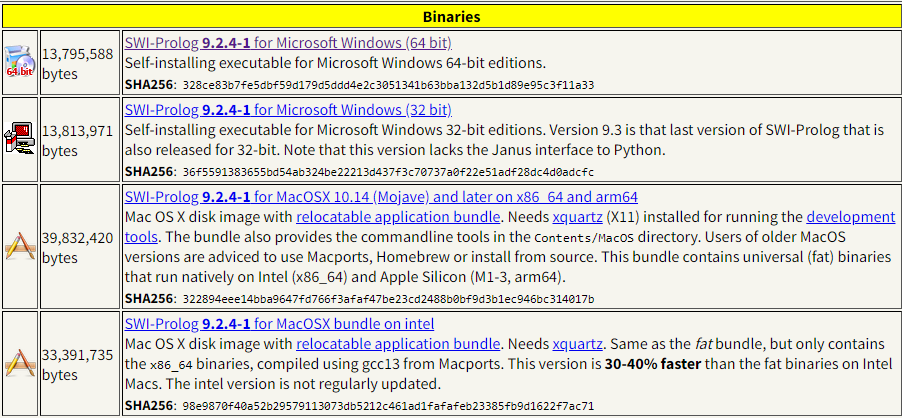 Binaries
64 bit
13,795,588
bytes
SWI-Prolog 9.2.4-1 for Microsoft Windows (64 bit)
Self-installing executable for Microsoft Windows 64-bit editions.
SHA256: 328ce83b7fe5dbf59d179d5ddd4e2c3051341b63bba132d5b1d89e95c3f11a33
13,813,971
bytes
SWI-Prolog 9.2.4-1 for Microsoft Windows (32 bit)
Self-installing executable for Microsoft Windows 32-bit editions. Version 9.3 is that last version of SWI-Prolog that is
also released for 32-bit. Note that this version lacks the Janus interface to Python.
SHA256: 36f5591383655bd54ab324be22213d437f3c70737a0f22e51adf28dc4d0adcfc
39,832,420
bytes
SWI-Prolog 9.2.4-1 for MacOSX 10.14 (Mojave) and later on x86_64 and arm64
Mac OS X disk image with relocatable application bundle. Needs xquartz (X11) installed for running the development
tools. The bundle also provides the commandline tools in the Contents/MacOS directory. Users of older MacOS
versions are adviced to use Macports, Homebrew or install from source. This bundle contains universal (fat) binaries
that run natively on Intel (x86_64) and Apple Silicon (M1-3, arm64).
SHA256: 322894eee14bba9647fd766f3afaf47be23cd2488b0bf9d3b1ec946bc314017b
33,391,735
bytes
SWI-Prolog 9.2.4-1 for MacOSX bundle on intel
Mac OS X disk image with relocatable application bundle. Needs xquartz. Same as the fat bundle, but only contains
the x86_64 binaries, compiled using gcc13 from Macports. This version is 30-40% faster than the fat binaries on Intel
Macs. The intel version is not regularly updated.
SHA256: 98e9870f40a52b29579113073db5212c461ad1fafafeb23385fb9d1622f7ac71